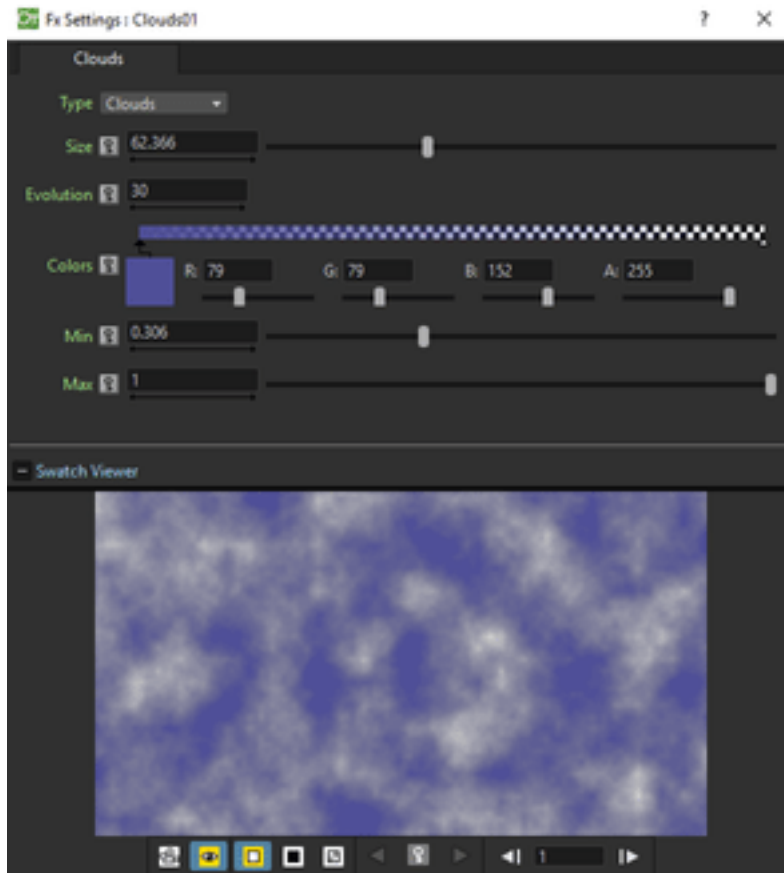 Fx Settings : Clouds01
Clouds
Type Clouds
Size 62.366
Evolution 30
Colors R: 79 G: 79 B: 152 A: 255
Min 0.306
Max 1
Swatch Viewer
1